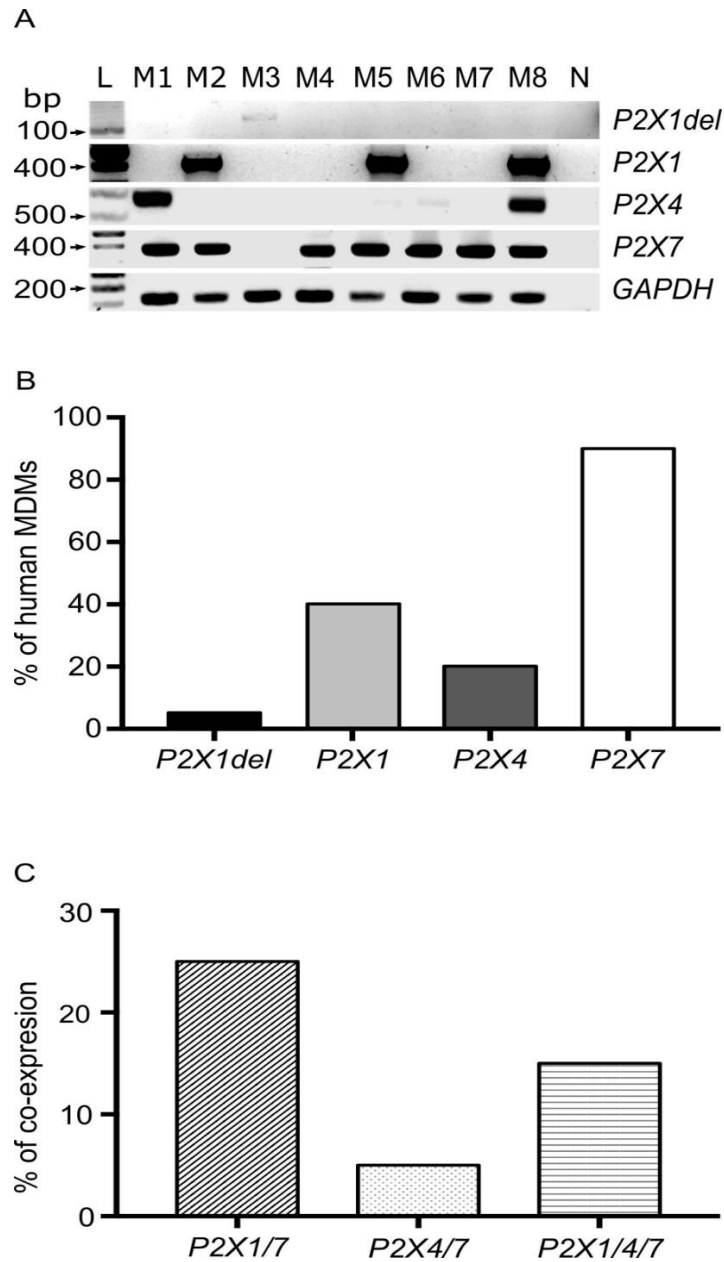 A
L M1 M2 M3 M4 M5 M6 M7 M8 N
bp
100 P2X1del
400 P2X1
500 P2X4
400 P2X7
200 GAPDH
B
% of human MDMs
100
80
60
40
20
0
P2X1del P2X1 P2X4 P2X7
C
% of co-expresion
30
20
10
0
P2X1/7 P2X4/7 P2X1/4/7